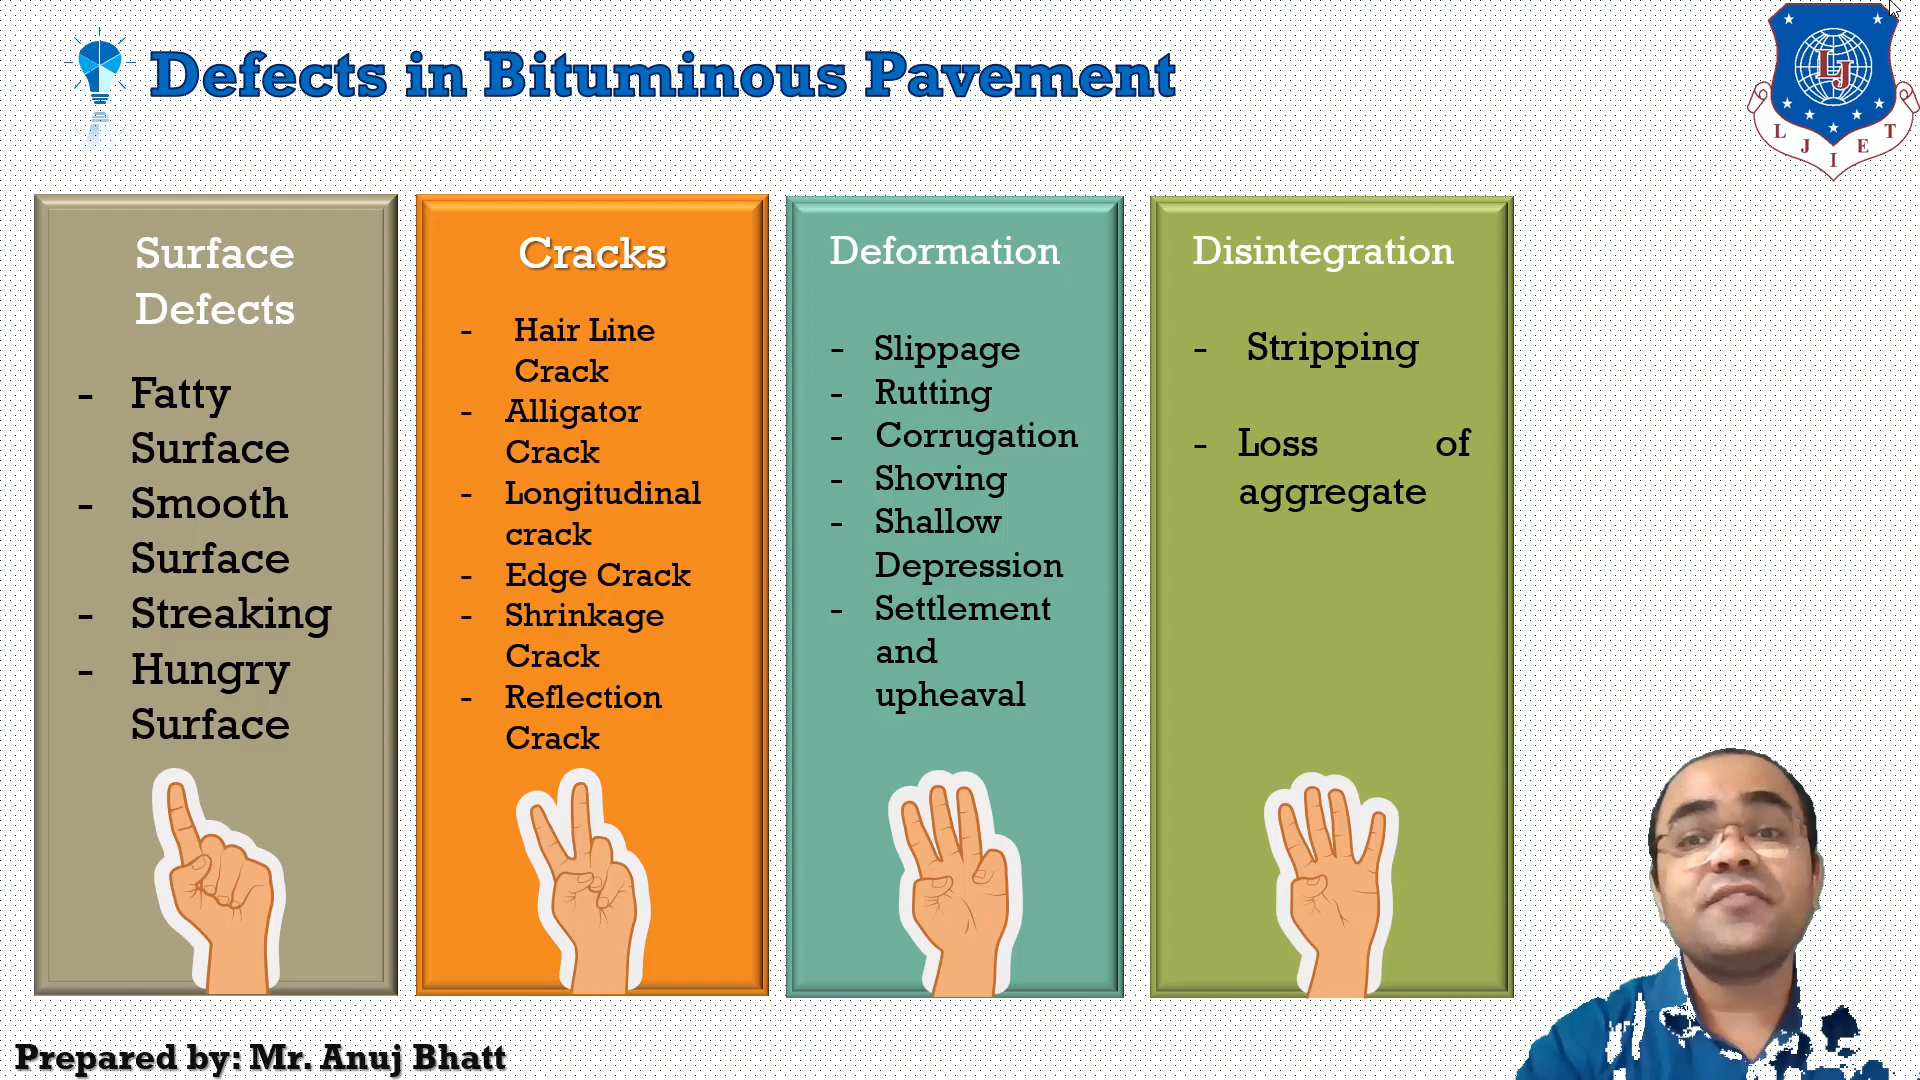 Defects in Bituminous Pavement
LJ
L J I E T
Surface
Defects
- Fatty
Surface
- Smooth
Surface
- Streaking
- Hungry
Surface
Cracks
- Hair Line
Crack
- Alligator
Crack
- Longitudinal
crack
- Edge Crack
- Shrinkage
Crack
- Reflection
Crack
Deformation
- Slippage
- Rutting
- Corrugation
- Shoving
- Shallow
Depression
- Settlement
and
upheaval
Disintegration
- Stripping
- Loss of
aggregate
Prepared by: Mr. Anuj Bhatt